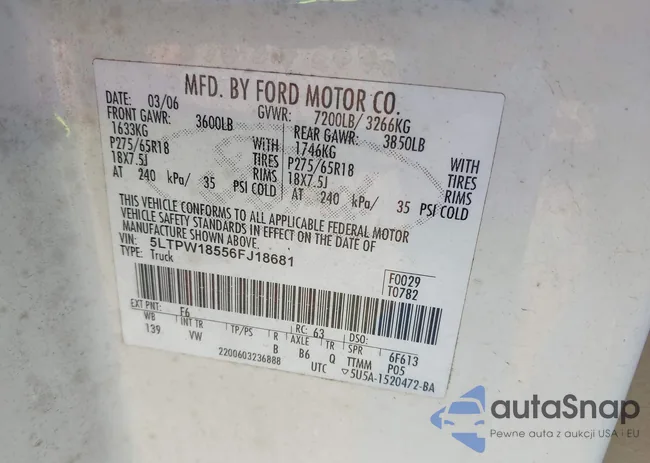 MFD. BY FORD MOTOR CO.
DATE: 03/06 GVWR: 7200LB/ 3266KG
FRONT GAWR: 3600LB REAR GAWR: 3850LB
1633KG WITH 1746KG WITH
P275/65R18 TIRES P275/65R18 TIRES
18X7.5J RIMS 18X7.5J RIMS
AT 240 kPa/ 35 PSI COLD AT 240 kPa/ 35 PSI COLD
THIS VEHICLE CONFORMS TO ALL APPLICABLE FEDERAL MOTOR
VEHICLE SAFETY STANDARDS IN EFFECT ON THE DATE OF
MANUFACTURE SHOWN ABOVE.
VIN: 5LTPW18556FJ18681
TYPE: Truck
F0029
T0782
EXT PNT: F6 RC: 63 DSO:
WB INT TR TP/PS R AXLE TR SPR 6F613
139 VW B B6 Q TTMM P05
2200603236888 UTC ▽5U5A-1520472-BA
Ford
autoSnap
Pewne auta z aukcji USA i EU